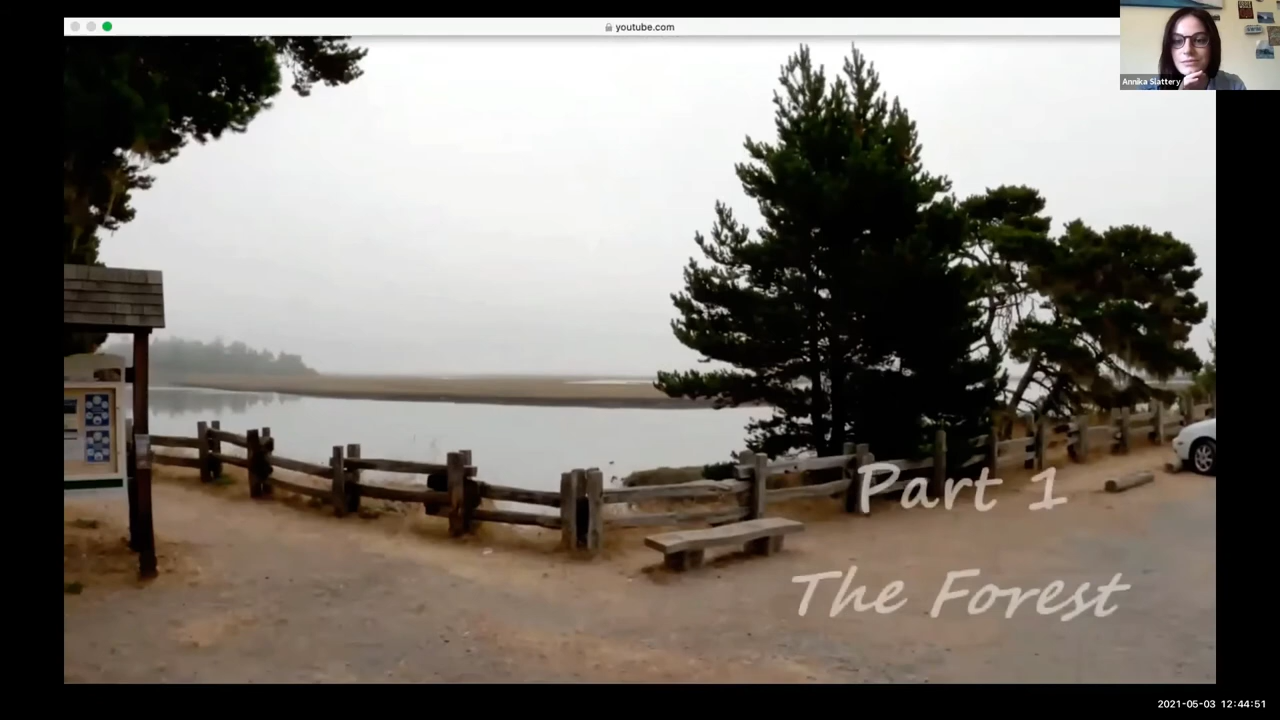 youtube.com
Annika Slattery
Part 1
The Forest
2021-05-03 12:44:51